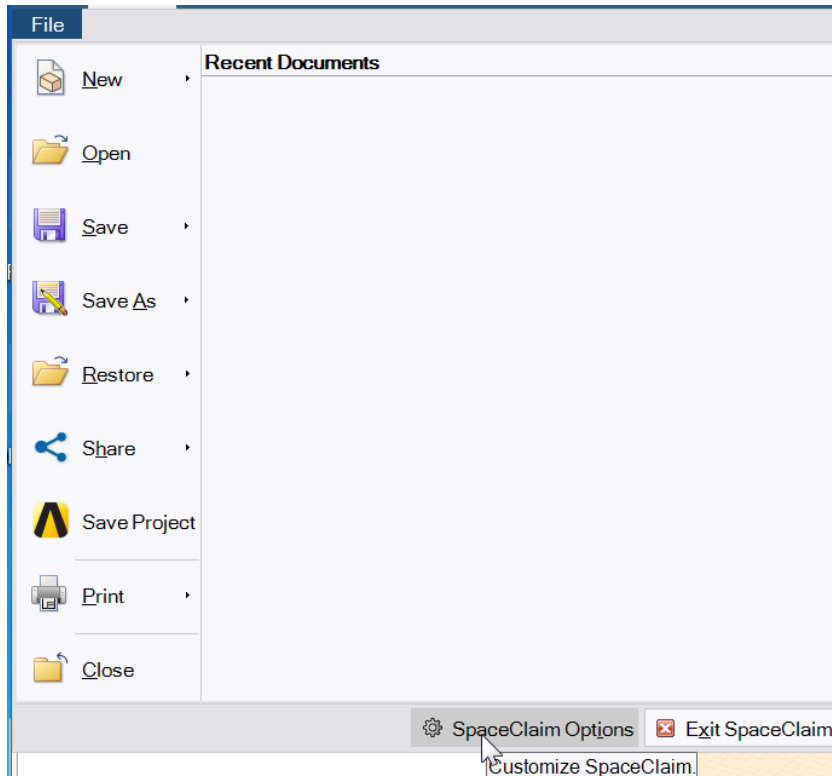 File
Recent Documents
New
Open
Save
Save As
Restore
Share
Save Project
Print
Close
SpaceClaim Options
Exit SpaceClaim
Customize SpaceClaim.